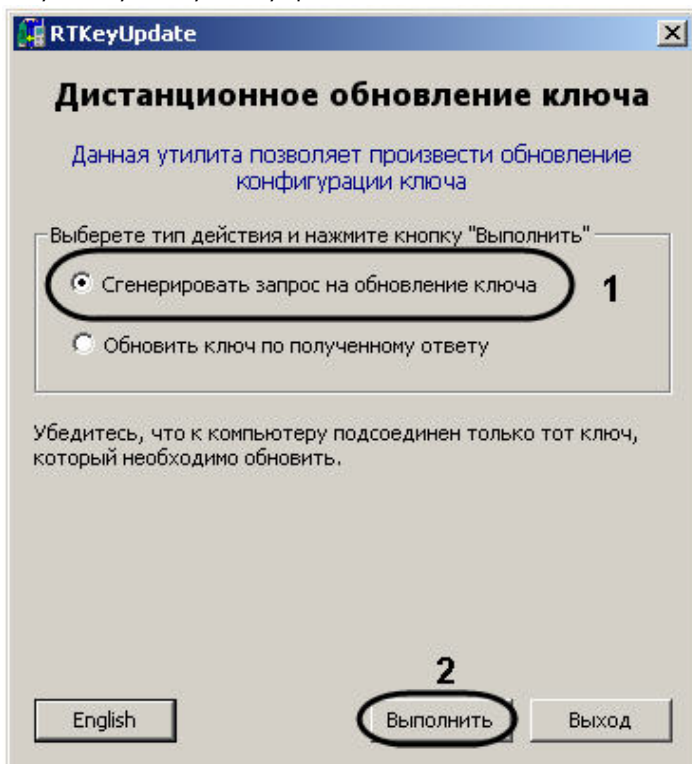 RTKeyUpdate
Дистанционное обновление ключа
Данная утилита позволяет произвести обновление
конфигурации ключа
Выберете тип действия и нажмите кнопку "Выполнить"
Сгенерировать запрос на обновление ключа
1
Обновить ключ по полученному ответу
Убедитесь, что к компьютеру подсоединен только тот ключ,
который необходимо обновить.
2
English
Выполнить
Выход